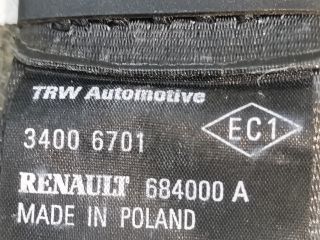 TRW Automotive
3400 6701
EC1
RENAULT 684000 A
MADE IN POLAND